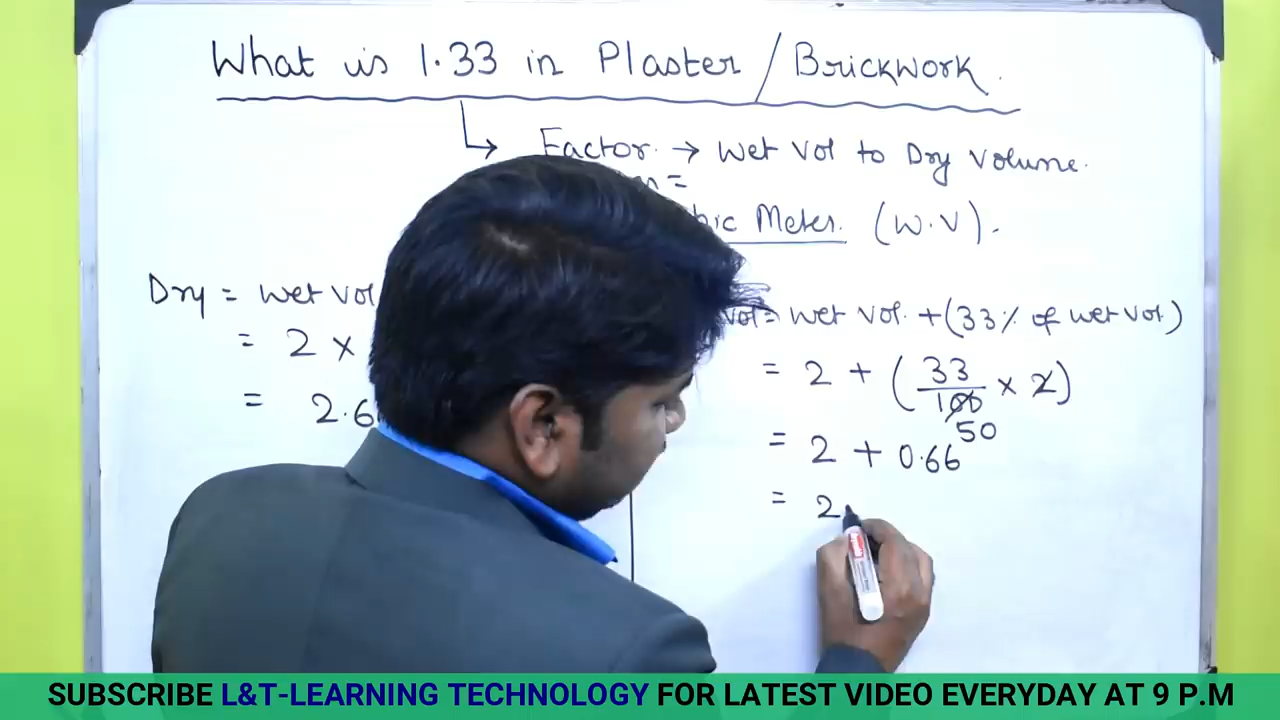 What is 1.33 in Plaster / Brickwork.
Factor. → Wet Vol to Dry Volume.
=
Meter. (W.V).
Dry = Wet Vol
= 2 ×
= 2.6
Vol = Wet Vol. + (33% of wet vol.)
= 2 + (33/100 × 2)
50
= 2 + 0.66
= 2
SUBSCRIBE L&T-LEARNING TECHNOLOGY FOR LATEST VIDEO EVERYDAY AT 9 P.M